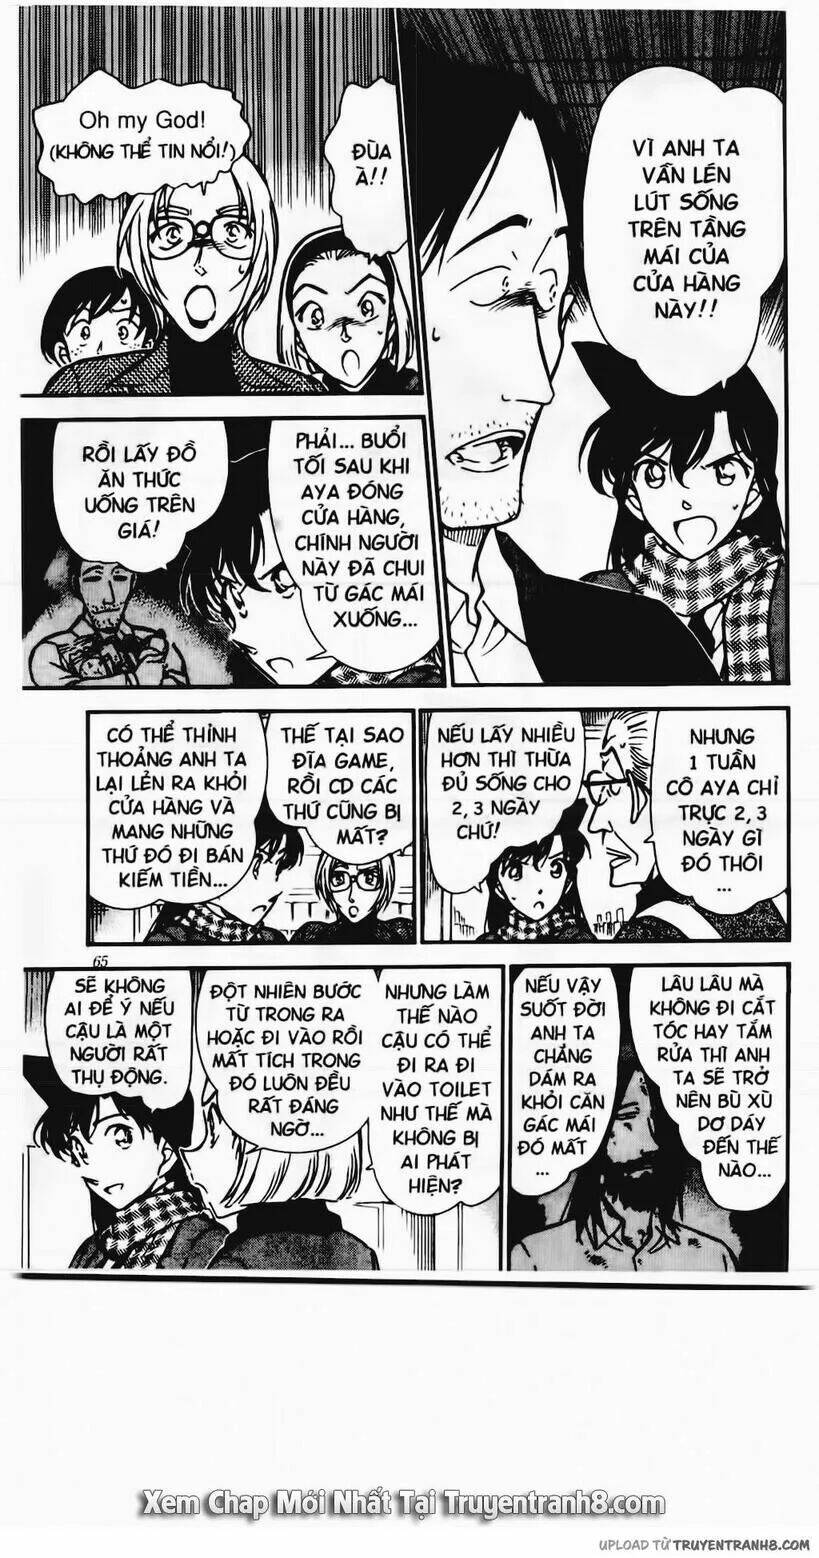 VÌ ANH TA
VẪN LÉN
LÚT SỐNG
TRÊN TẦNG
MÁI CỦA
CỬA HÀNG
NÀY!!
ĐÙA
À!!
Oh my God!
(KHÔNG THỂ TIN NỔI!)
PHẢI... BUỔI
TỐI SAU KHI
AYA ĐÓNG
CỬA HÀNG,
CHÍNH NGƯỜI
NÀY ĐÃ CHUI
TỪ GÁC MÁI
XUỐNG...
RỒI LẤY ĐỒ
ĂN THỨC
UỐNG TRÊN
GIÁ!
NHƯNG
1 TUẦN
CÔ AYA CHỈ
TRỰC 2, 3
NGÀY GÌ
ĐÓ THÔI
...
NẾU LẤY NHIỀU
HƠN THÌ THỪA
ĐỦ SỐNG CHO
2, 3 NGÀY
CHỨ!
THẾ TẠI SAO
ĐĨA GAME,
RỒI CD CÁC
THỨ CŨNG BỊ
MẤT?
CÓ THỂ THỈNH
THOẢNG ANH TA
LẠI LẺN RA KHỎI
CỬA HÀNG VÀ
MANG NHỮNG
THỨ ĐÓ ĐI BÁN
KIẾM TIỀN...
65
LÂU LÂU MÀ
KHÔNG ĐI CẮT
TÓC HAY TẮM
RỬA THÌ ANH
TA SẼ TRỞ
NÊN BÙ XÙ
DƠ DÁY
ĐẾN THẾ
NÀO...
NẾU VẬY
SUỐT ĐỜI
ANH TA
CHẲNG
DÁM RA
KHỎI CĂN
GÁC MÁI
ĐÓ MẤT
...
NHƯNG LÀM
THẾ NÀO
CẬU CÓ THỂ
ĐI RA ĐI
VÀO TOILET
NHƯ THẾ MÀ
KHÔNG BỊ
AI PHÁT
HIỆN?
ĐỘT NHIÊN BƯỚC
TỪ TRONG RA
HOẶC ĐI VÀO RỒI
MẤT TÍCH TRONG
ĐÓ LUÔN ĐỀU
RẤT ĐÁNG
NGỜ...
SẼ KHÔNG
AI ĐỂ Ý NẾU
CẬU LÀ MỘT
NGƯỜI RẤT
THỤ ĐỘNG.
Xem Chap Mới Nhất Tại Truyentranh8.com
UPLOAD TỪ TRUYENTRANH8.COM